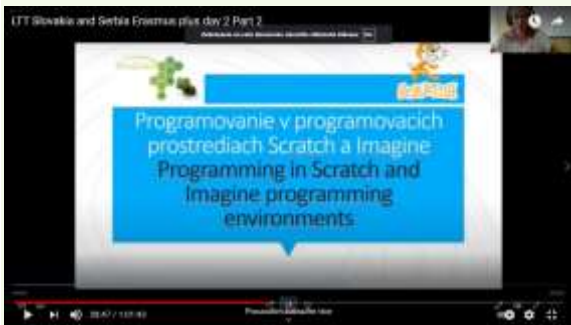 LTT Slovakia and Serbia Erasmus plus day 2 Part 2
Programovanie v programovacích
prostrediach Scratch a Imagine
Programming in Scratch and
Imagine programming
environments